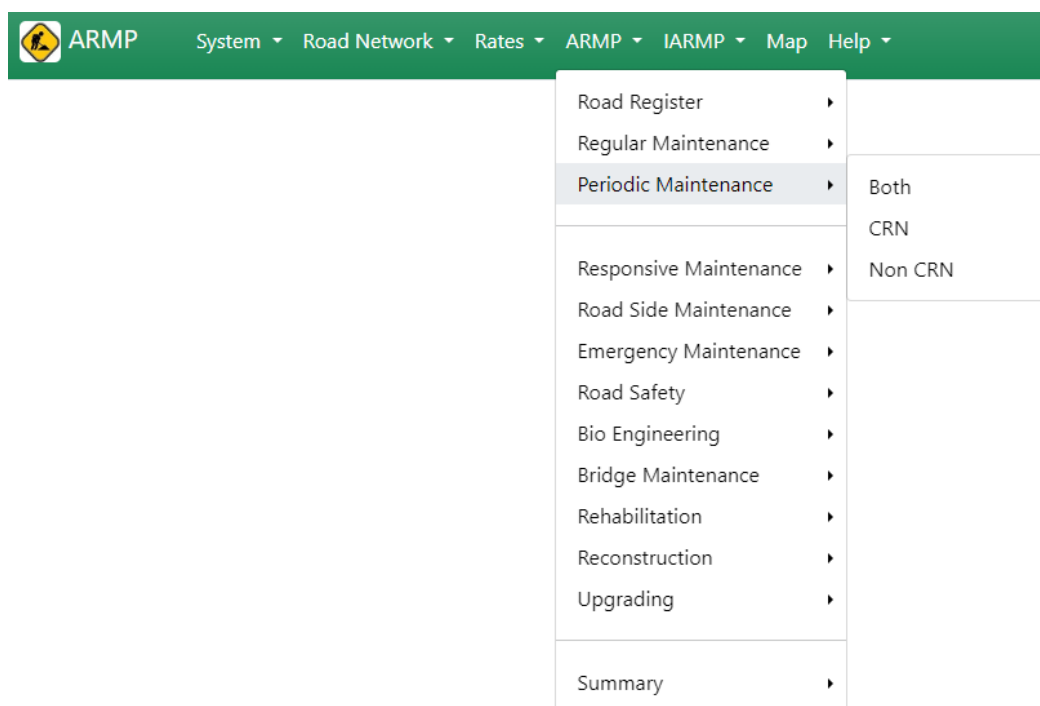 ARMP System Road Network Rates ARMP IARMP Map Help
Road Register
Regular Maintenance
Periodic Maintenance
Both
CRN
Non CRN
Responsive Maintenance
Road Side Maintenance
Emergency Maintenance
Road Safety
Bio Engineering
Bridge Maintenance
Rehabilitation
Reconstruction
Upgrading
Summary